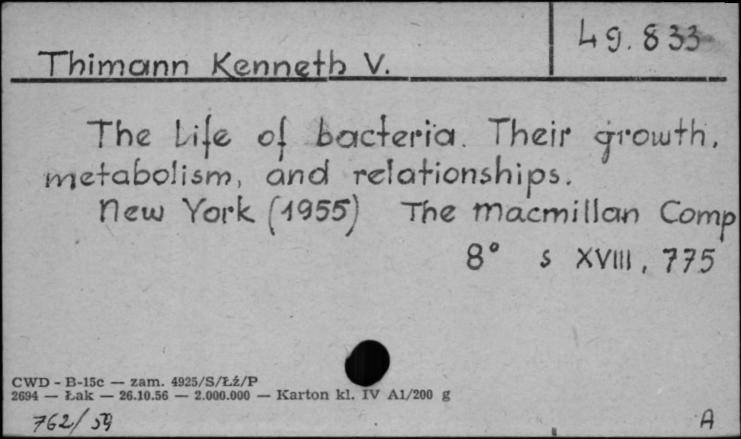 49.833
Thimann Kenneth V.
The Life of bacteria. Their growth,
metabolism, and relationships.
New York (1955) The Macmillan Comp
8° s XVIII, 775
CWD - B-15c — zam. 4925/S/Łź/P
2694 — Łak — 26.10.56 — 2.000.000 — Karton kl. IV A1/200 g
762/59
A